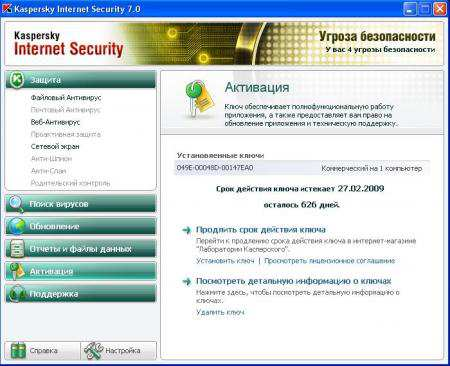 Kaspersky Internet Security 7.0
Kaspersky
Internet Security
Угроза безопасности
У вас 4 угрозы безопасности
Защита
Файловый Антивирус
Почтовый Антивирус
Веб-Антивирус
Проактивная защита
Сетевой экран
Анти-Шпион
Анти-Спам
Родительский контроль
Поиск вирусов
Обновление
Отчеты и файлы данных
Активация
Поддержка
Справка
Настройка
Активация
Ключ обеспечивает полнофункциональную работу
приложения, а также предоставляет вам право на
обновление приложения и техническую поддержку.
Установленные ключи
049E-00048D-00147EA0 Коммерческий на 1 компьютер
Срок действия ключа истекает 27.02.2009
осталось 626 дней.
Продлить срок действия ключа
Перейти к продлению срока действия ключа в интернет-магазине
"Лаборатории Касперского".
Установить ключ | Просмотреть лицензионное соглашение
Посмотреть детальную информацию о ключах
Нажмите здесь, чтобы посмотреть детальную информацию о
ключах.
Удалить ключ